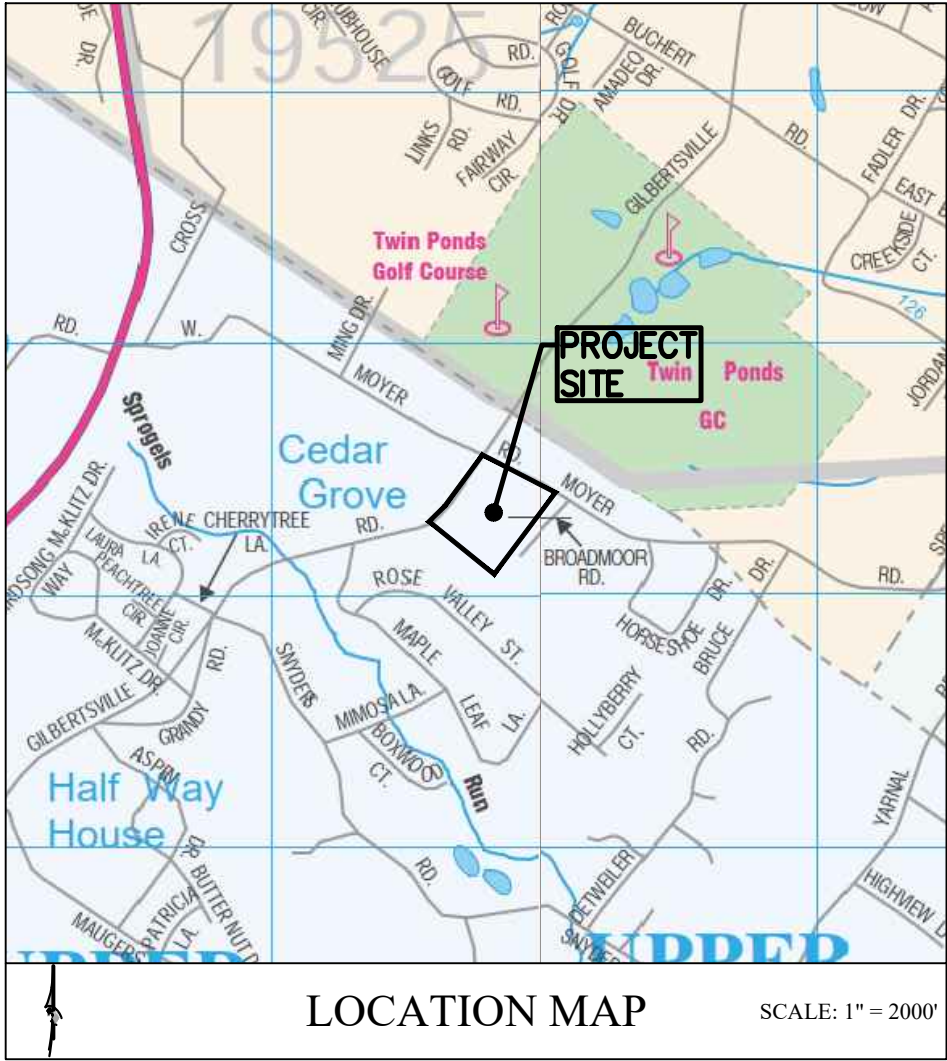 DR.
CIR.
CLUBHOUSE
19525
RD.
GOLF
RD.
LINKS
RD.
FAIRWAY
CIR.
GOLF DR.
AMADEO
DR.
BUCHERT
RD.
GILBERTSVILLE
FADLER DR.
EAST
CREEKSIDE
CT.
126
CROSS
Twin Ponds
Golf Course
RD.
W.
MING DR.
MOYER
RD.
PROJECT
SITE
Twin Ponds
GC
Sprogels
Cedar
Grove
MOYER
RD.
BROADMOOR
RD.
RD.
CHERRYTREE
LA.
IRENE
CT.
McKLITZ DR.
LAURA
LA.
PEACHTREE
CIR.
JOANNE
CIR.
WAY
McKLITZ DR.
RD.
ROSE
VALLEY
ST.
MAPLE
LEAF
LA.
HORSESHOE
DR.
BRUCE
DR.
SNYDERS
MIMOSA LA.
BOXWOOD
CT.
HOLLYBERRY
CT.
RD.
GILBERTSVILLE
GRANDY
ASPIN
DR
Half Way
House
Run
YARNAL
RD.
DETWEILER
SNYDER
HIGHVIEW
BUTTERNUT
PATRICIA
LA.
MAUGERS
UPPER
UPPER
LOCATION MAP
SCALE: 1" = 2000'